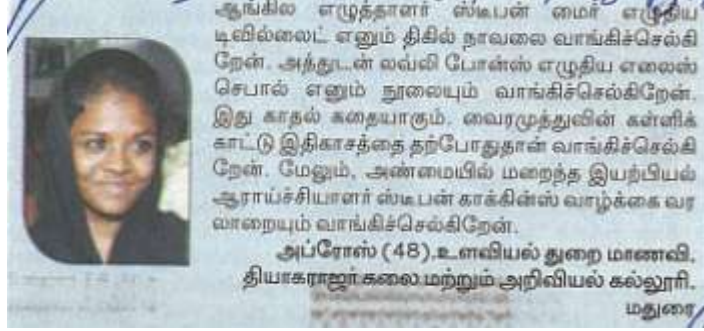 ஆங்கில எழுத்தாளர் ஸ்டீபன் மைர் எழுதிய
டிவில்லைட் எனும் திகில் நாவலை வாங்கிச்செல்கி
றேன். அத்துடன் லவ்லி போன்ஸ் எழுதிய எலைஸ்
செபால் எனும் நூலையும் வாங்கிச்செல்கிறேன்.
இது காதல் கதையாகும். வைரமுத்துவின் கள்ளிக்
காட்டு இதிகாசத்தை தற்போதுதான் வாங்கிச்செல்கி
றேன். மேலும், அண்மையில் மறைந்த இயற்பியல்
ஆராய்ச்சியாளர் ஸ்டீபன் காக்கின்ஸ் வாழ்க்கை வர
லாறையும் வாங்கிச்செல்கிறேன்.
அப்ரோஸ் (48), உளவியல் துறை மாணவி,
தியாகராஜர் கலை மற்றும் அறிவியல் கல்லூரி,
மதுரை